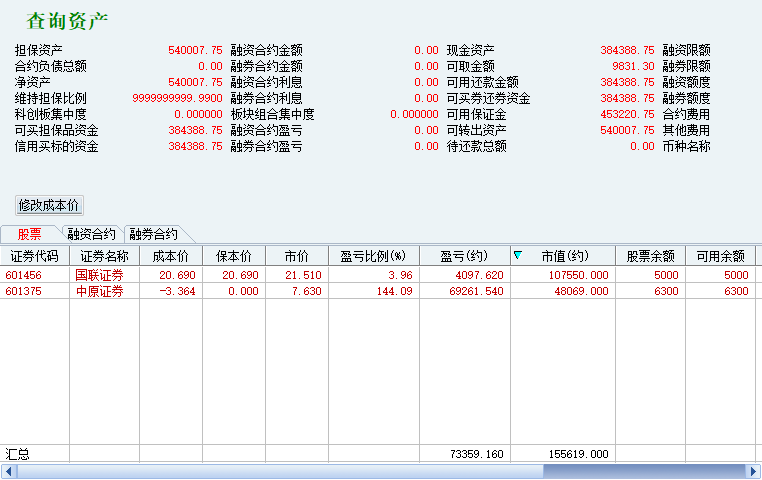 查询资产
担保资产 540007.75 融资合约金额 0.00 现金资产 384388.75 融资限额
合约负债总额 0.00 融券合约金额 0.00 可取金额 9831.30 融券限额
净资产 540007.75 融资合约利息 0.00 可用还款金额 384388.75 融资额度
维持担保比例 9999999999.9900 融券合约利息 0.00 可买券还券资金 384388.75 融券额度
科创板集中度 0.000000 板块组合集中度 0.000000 可用保证金 453220.75 合约费用
可买担保品资金 384388.75 融资合约盈亏 0.00 可转出资产 540007.75 其他费用
信用买标的资金 384388.75 融券合约盈亏 0.00 待还款总额 0.00 币种名称
修改成本价
股票 融资合约 融券合约
证券代码 证券名称 成本价 保本价 市价 盈亏比例(%) 盈亏(约) 市值(约) 股票余额 可用余额
601456 国联证券 20.690 20.690 21.510 3.96 4097.620 107550.000 5000 5000
601375 中原证券 -3.364 0.000 7.630 144.09 69261.540 48069.000 6300 6300
汇总 73359.160 155619.000